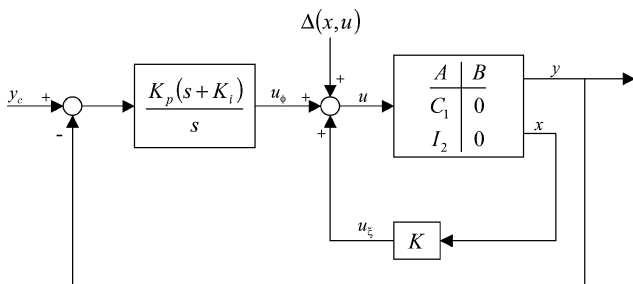 Δ(x,u)
y_c + -
K_p(s+K_i)
s
u_ϕ + + +
u
A B
C_1 0
I_2 0
y
x
u_ξ
K